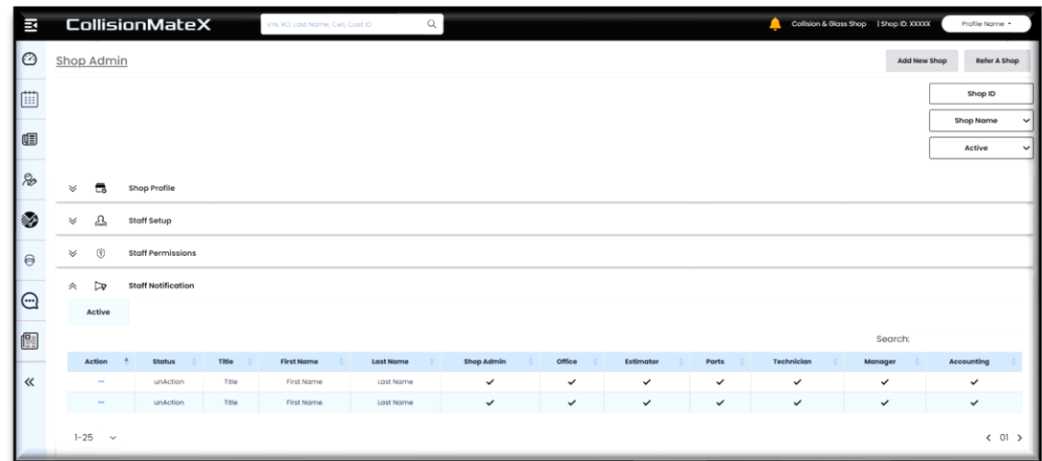 CollisionMateX
VIN, RO, Last Name, Cell, Cust ID
Collision & Glass Shop | Shop ID: XXXXX
Profile Name
Shop Admin
Add New Shop
Refer A Shop
Shop ID
Shop Name
Active
Shop Profile
Staff Setup
Staff Permissions
Staff Notification
Active
Search:
Action Status Title First Name Last Name Shop Admin Office Estimator Parts Technician Manager Accounting
unAction Title First Name Last Name
unAction Title First Name Last Name
1-25
01